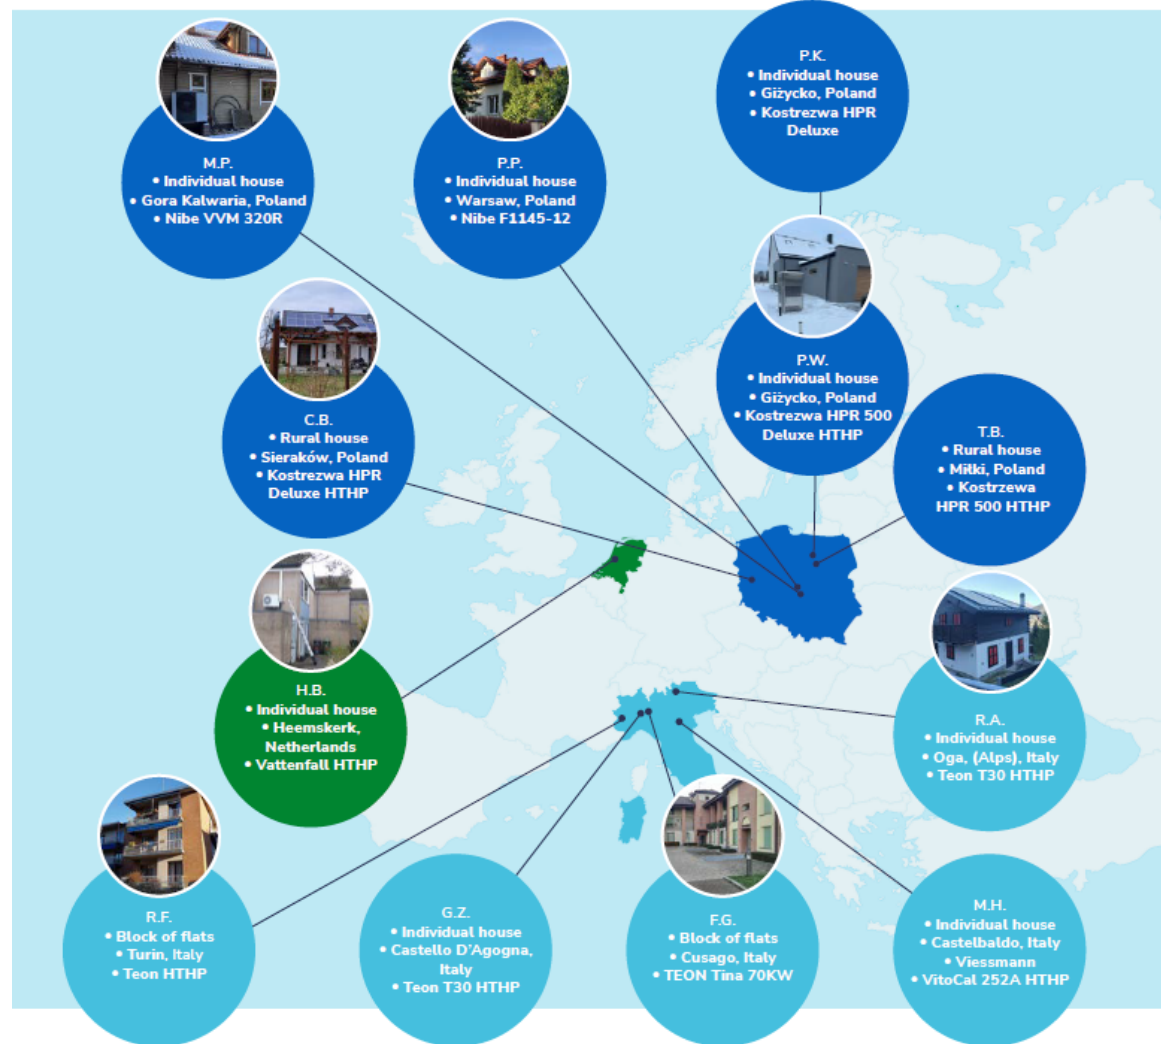 P.K.
• Individual house
• Giżycko, Poland
• Kostrezwa HPR
Deluxe
M.P.
• Individual house
• Gora Kalwaria, Poland
• Nibe VVM 320R
P.P.
• Individual house
• Warsaw, Poland
• Nibe F1145-12
P.W.
• Individual house
• Giżycko, Poland
• Kostrezwa HPR 500
Deluxe HTHP
C.B.
• Rural house
• Sieraków, Poland
• Kostrezwa HPR
Deluxe HTHP
T.B.
• Rural house
• Miłki, Poland
• Kostrzewa
HPR 500 HTHP
H.B.
• Individual house
• Heemskerk,
Netherlands
• Vattenfall HTHP
R.A.
• Individual house
• Oga, (Alps), Italy
• Teon T30 HTHP
R.F.
• Block of flats
• Turin, Italy
• Teon HTHP
G.Z.
• Individual house
• Castello D'Agogna,
Italy
• Teon T30 HTHP
F.G.
• Block of flats
• Cusago, Italy
• TEON Tina 70KW
M.H.
• Individual house
• Castelbaldo, Italy
• Viessmann
• VitoCal 252A HTHP